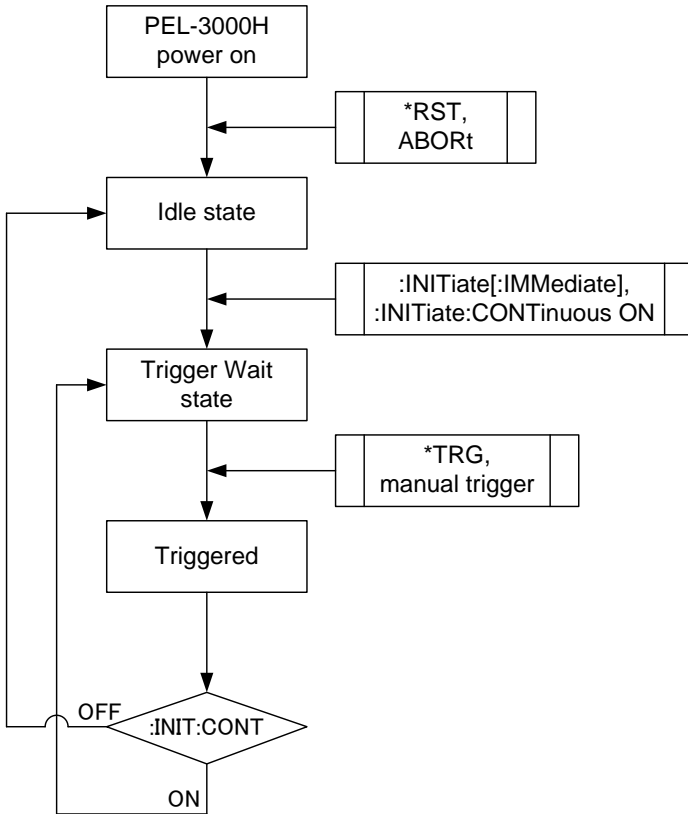 PEL-3000H
power on
*RST,
ABORt
Idle state
:INITiate[:IMMediate],
:INITiate:CONTinuous ON
Trigger Wait
state
*TRG,
manual trigger
Triggered
OFF
:INIT:CONT
ON